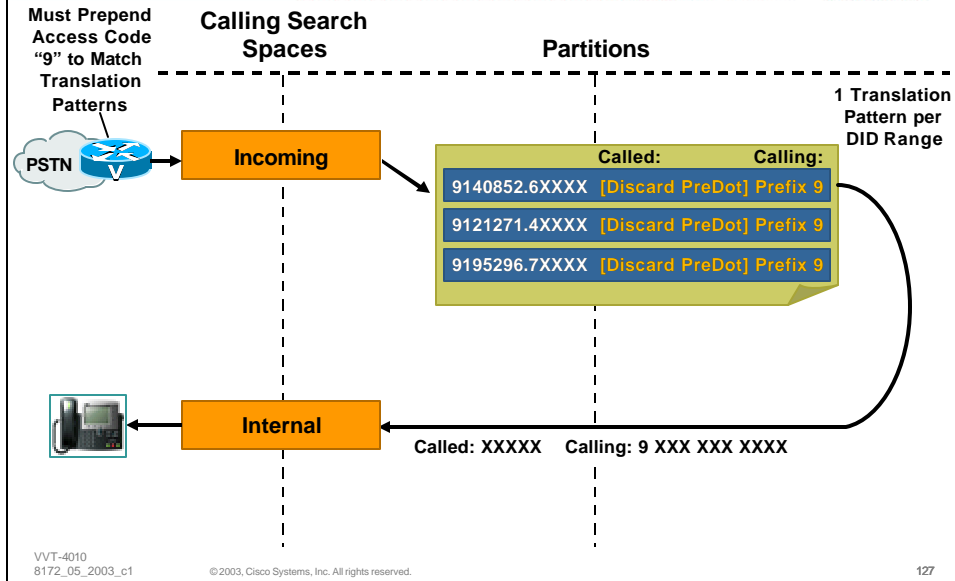 Must Prepend
Access Code
“9” to Match
Translation
Patterns
Calling Search
Spaces
Partitions
1 Translation
Pattern per
DID Range
PSTN
V
Incoming
Called: Calling:
9140852.6XXXX [Discard PreDot] Prefix 9
9121271.4XXXX [Discard PreDot] Prefix 9
9195296.7XXXX [Discard PreDot] Prefix 9
Internal
Called: XXXXX Calling: 9 XXX XXX XXXX
VVT-4010
8172_05_2003_c1
© 2003, Cisco Systems, Inc. All rights reserved.
127